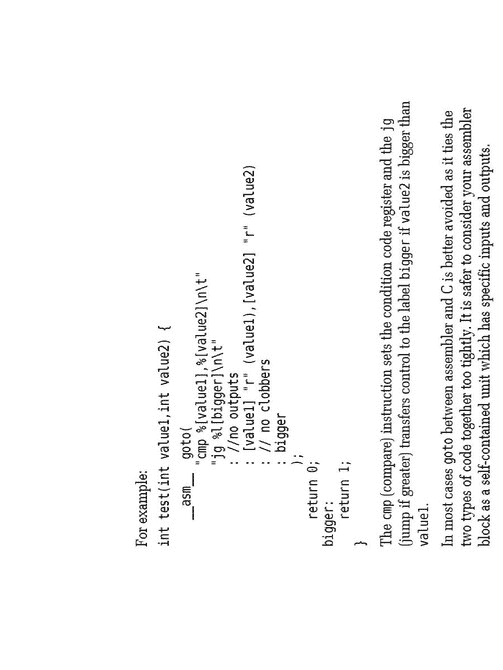 For example:
int test(int value1,int value2) {
__asm__ goto(
"cmp %[value1],%[value2]\n\t"
"jg %l[bigger]\n\t"
: //no outputs
: [value1] "r" (value1),[value2] "r" (value2)
: // no clobbers
: bigger
);
return 0;
bigger:
return 1;
}
The cmp (compare) instruction sets the condition code register and the jg
(jump if greater) transfers control to the label bigger if value2 is bigger than
value1.
In most cases goto between assembler and C is better avoided as it ties the
two types of code together too tightly. It is safer to consider your assembler
block as a self-contained unit which has specific inputs and outputs.